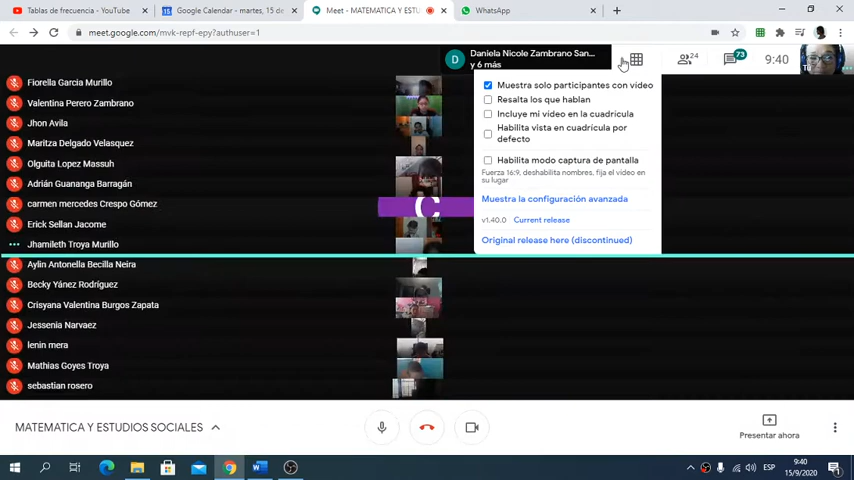 Tablas de frecuencia - YouTube
Google Calendar - martes, 15 de
Meet - MATEMATICA Y ESTU
WhatsApp
meet.google.com/mvk-repf-epy?authuser=1
D
Daniela Nicole Zambrano San...
y 6 más
24
73
9:40
Tú
Fiorella Garcia Murillo
Valentina Perero Zambrano
Jhon Avila
Maritza Delgado Velasquez
Olguita Lopez Massuh
Adrián Guananga Barragán
carmen mercedes Crespo Gómez
Erick Sellan Jacome
Jhamileth Troya Murillo
Aylin Antonella Becilla Neira
Becky Yánez Rodríguez
Crisyana Valentina Burgos Zapata
Jessenia Narvaez
lenin mera
Mathias Goyes Troya
sebastian rosero
C
Muestra solo participantes con vídeo
Resalta los que hablan
Incluye mi vídeo en la cuadrícula
Habilita vista en cuadrícula por
defecto
Habilita modo captura de pantalla
Fuerza 16:9, deshabilita nombres, fija el vídeo en
su lugar
Muestra la configuración avanzada
v1.40.0 Current release
Original release here (discontinued)
MATEMATICA Y ESTUDIOS SOCIALES
Presentar ahora
ESP
9:40
15/9/2020